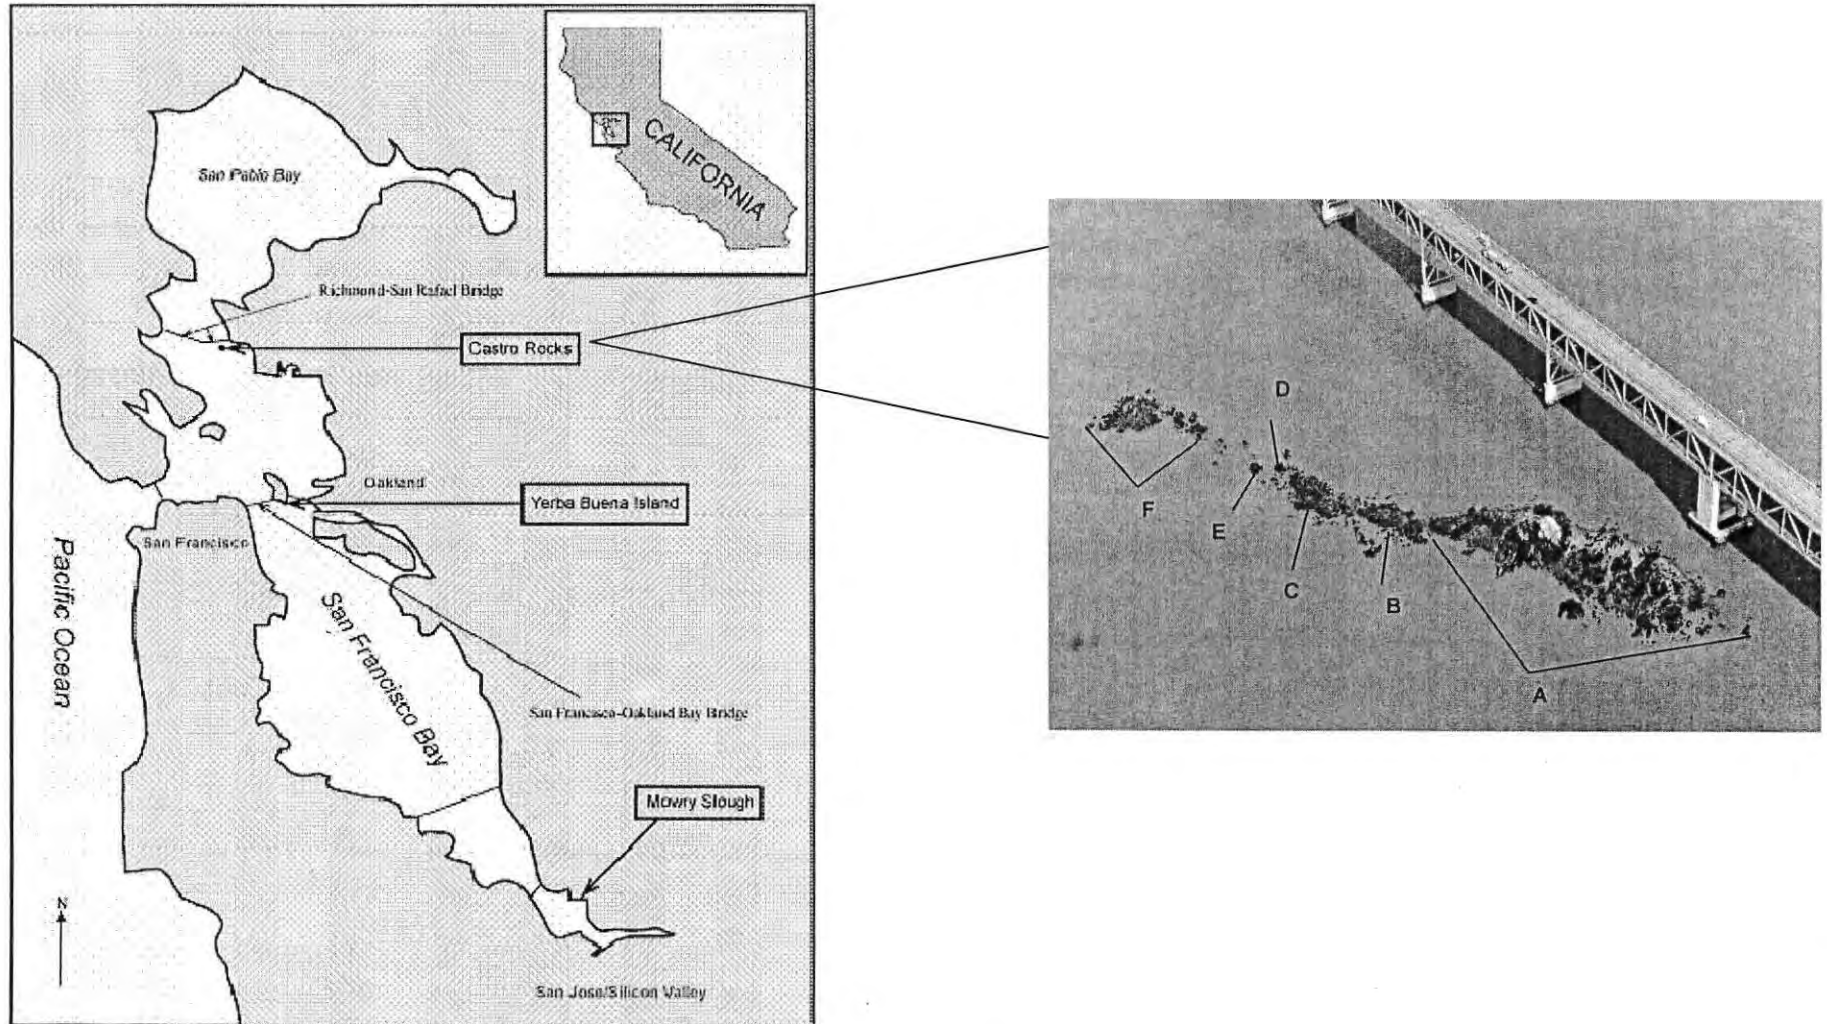 CALIFORNIA
San Pablo Bay
Richmond-San Rafael Bridge
Castro Rocks
Oakland
Yerba Buena Island
San Francisco
Pacific Ocean
San Francisco Bay
San Francisco-Oakland Bay Bridge
Mowry Slough
N
San Jose/Silicon Valley
D
F
E
C
B
A